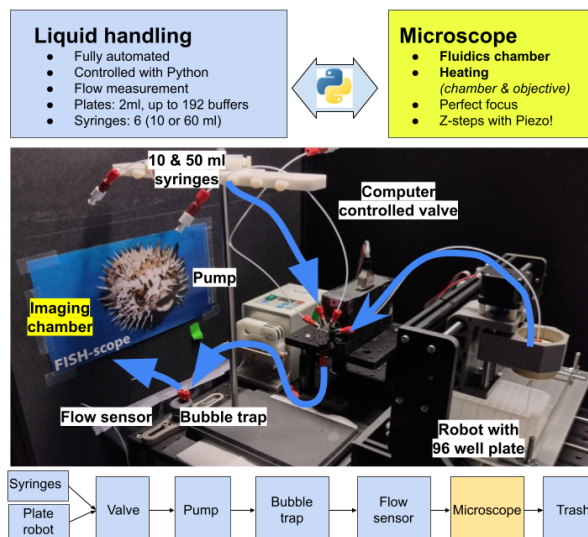 Liquid handling
Fully automated
Controlled with Python
Flow measurement
Plates: 2ml, up to 192 buffers
Syringes: 6 (10 or 60 ml)
Microscope
Fluidics chamber
Heating
(chamber & objective)
Perfect focus
Z-steps with Piezo!
10 & 50 ml
syringes
Computer
controlled valve
Pump
Imaging
chamber
FISH-scope
Flow sensor
Bubble trap
Robot with
96 well plate
Syringes
Plate
robot
Valve
Pump
Bubble
trap
Flow
sensor
Microscope
Trash